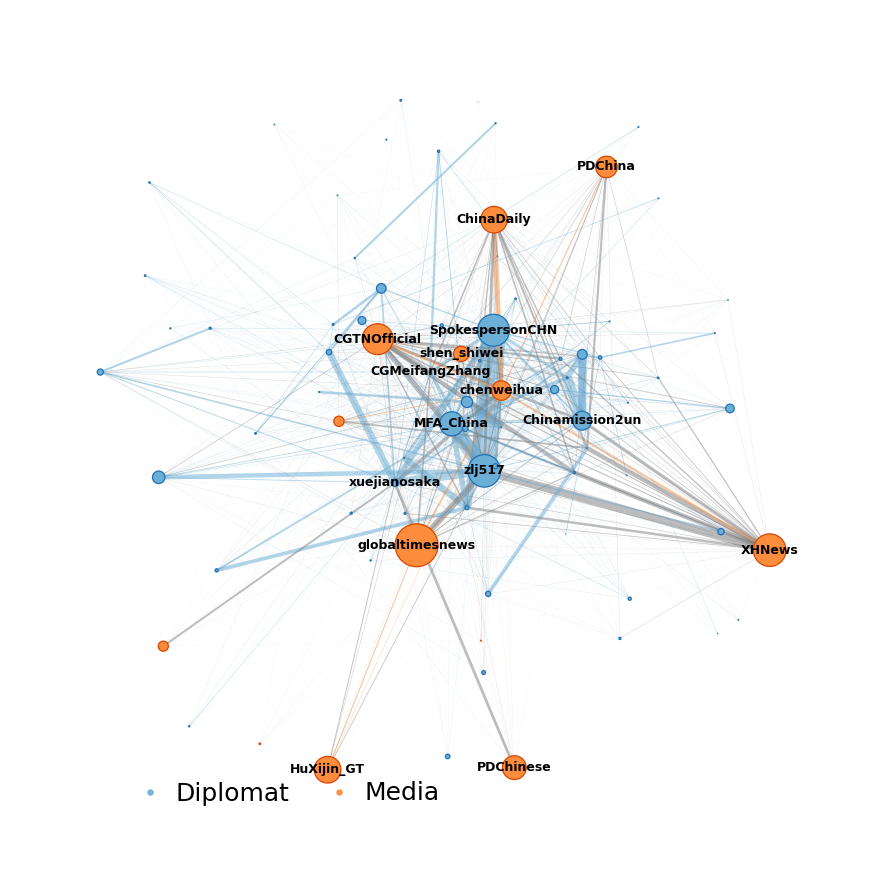 PDChina
ChinaDaily
SpokespersonCHN
CGTNOfficial
shen_shiwei
CGMeifangZhang
chenweihua
MFA_China
Chinamission2un
zlj517
xuejianosaka
globaltimesnews
XHNews
HuXijin_GT
PDChinese
Diplomat
Media